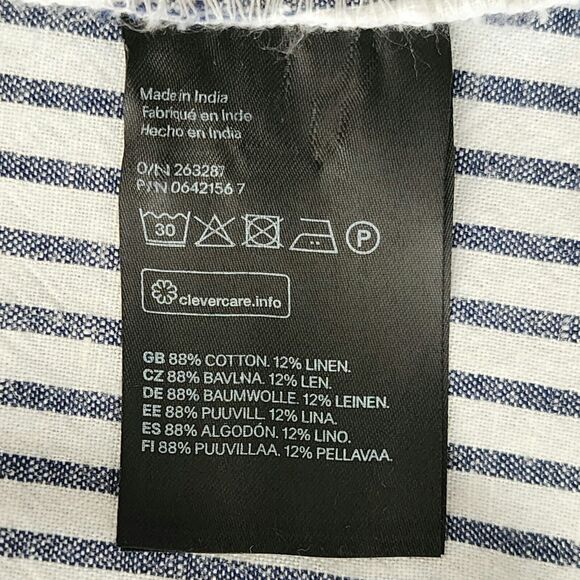 Made in India
Fabriqué en Inde
Hecho en India
O/N 263287
P/N 0642156 7
30
P
clevercare.info
GB 88% COTTON. 12% LINEN.
CZ 88% BAVLNA. 12% LEN.
DE 88% BAUMWOLLE. 12% LEINEN.
EE 88% PUUVILL. 12% LINA.
ES 88% ALGODÓN. 12% LINO.
FI 88% PUUVILLAA. 12% PELLAVAA.